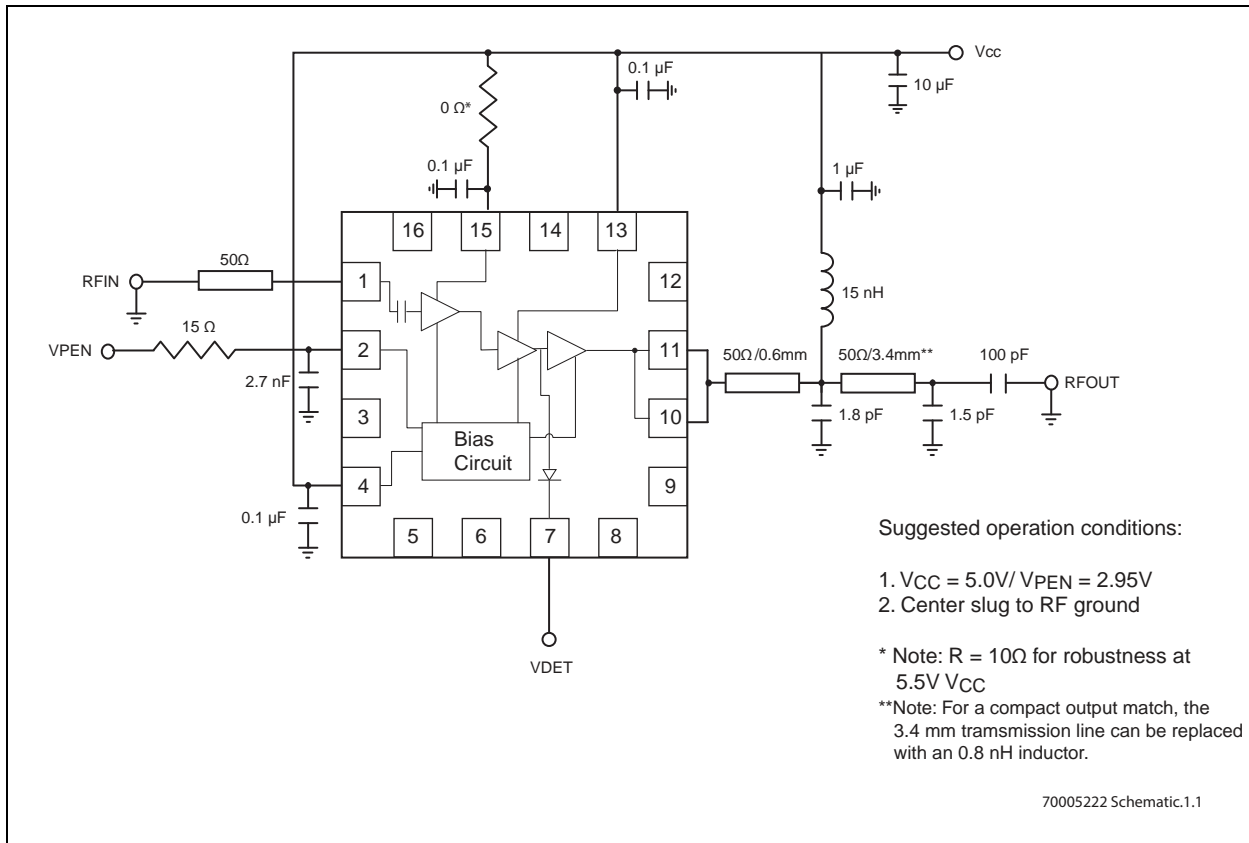 Vcc
0.1 µF
10 µF
0 Ω*
0.1 µF
1 µF
16
15
14
13
RFIN
50Ω
1
12
15 nH
VPEN
15 Ω
2
11
50Ω/0.6mm
50Ω/3.4mm**
100 pF
RFOUT
2.7 nF
3
10
1.8 pF
1.5 pF
Bias
Circuit
4
9
0.1 µF
5
6
7
8
VDET
Suggested operation conditions:
1. VCC = 5.0V/ VPEN = 2.95V
2. Center slug to RF ground
* Note: R = 10Ω for robustness at
5.5V VCC
**Note: For a compact output match, the
3.4 mm tramsmission line can be replaced
with an 0.8 nH inductor.
70005222 Schematic.1.1